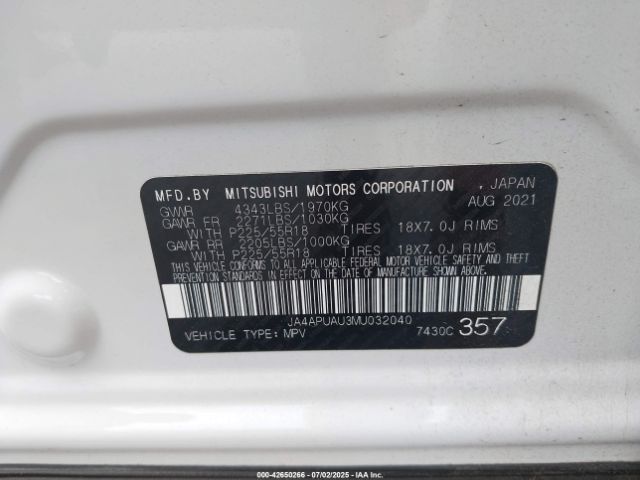 MFD.BY MITSUBISHI MOTORS CORPORATION , JAPAN
GVWR 4343LBS/1970KG AUG 2021
GAWR FR 2271LBS/1030KG
WITH P225/55R18 TIRES 18X7.0J RIMS
GAWR RR 2205LBS/1000KG
WITH P225/55R18 TIRES 18X7.0J RIMS
THIS VEHICLE CONFORMS TO ALL APPLICABLE FEDERAL MOTOR VEHICLE SAFETY AND
THEFT PREVENTION STANDARDS IN EFFECT ON THE DATE OF MANUFACTURE SHOWN ABOVE.
JA4APUAU3MU032040
VEHICLE TYPE: MPV 7430C 357
© IAA 00-42650266 - 07/02/2025 - IAAI.COM